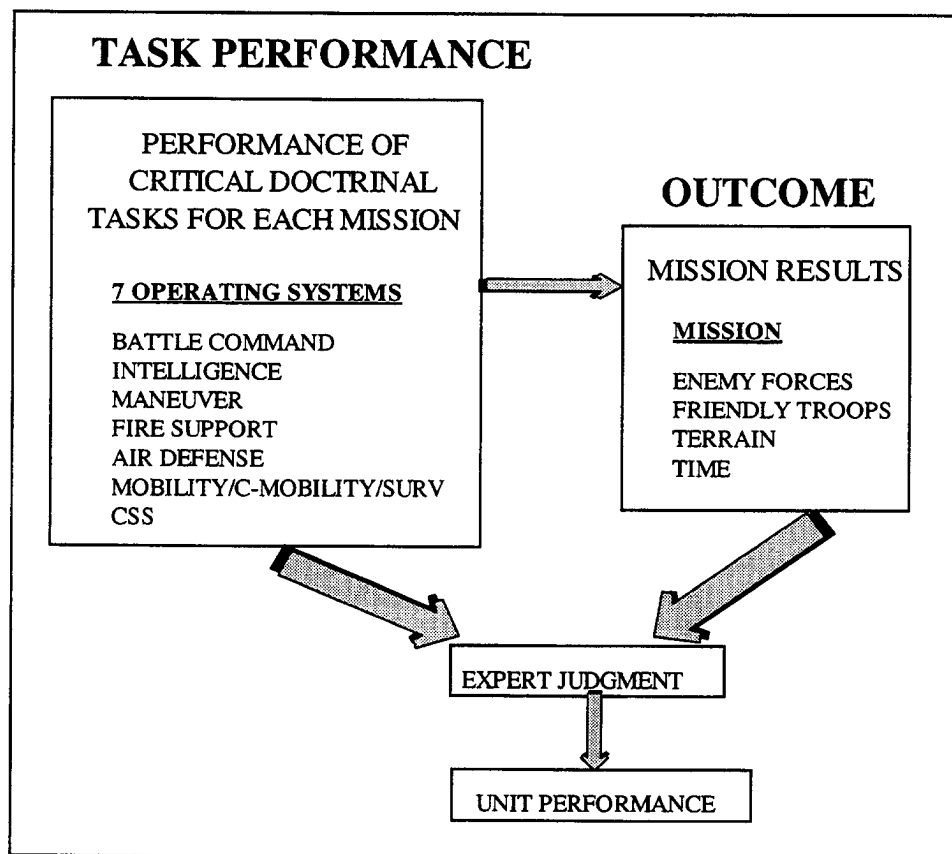 TASK PERFORMANCE
PERFORMANCE OF
CRITICAL DOCTRINAL
TASKS FOR EACH MISSION
7 OPERATING SYSTEMS
BATTLE COMMAND
INTELLIGENCE
MANEUVER
FIRE SUPPORT
AIR DEFENSE
MOBILITY/C-MOBILITY/SURV
CSS
OUTCOME
MISSION RESULTS
MISSION
ENEMY FORCES
FRIENDLY TROOPS
TERRAIN
TIME
EXPERT JUDGMENT
UNIT PERFORMANCE